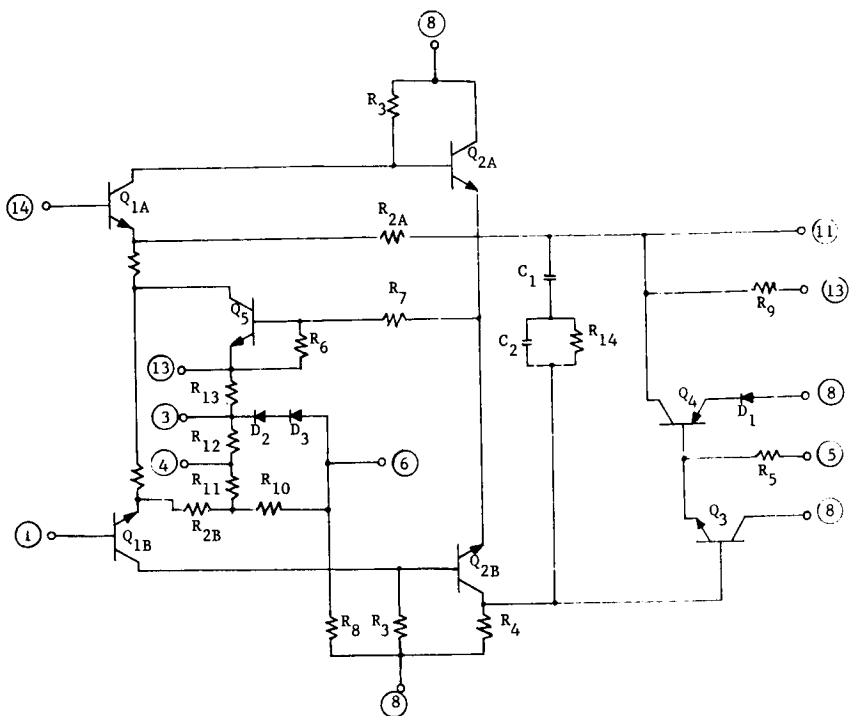 8
R3
Q2A
Q1A
14
R2A
11
C1
R7
Q5
R9
13
R6
C2
R14
13
R13
Q4
8
3
D1
D2
D3
R12
4
6
R5
5
R11
R10
Q3
8
R2B
1
Q1B
Q2B
R8
R3
R4
8